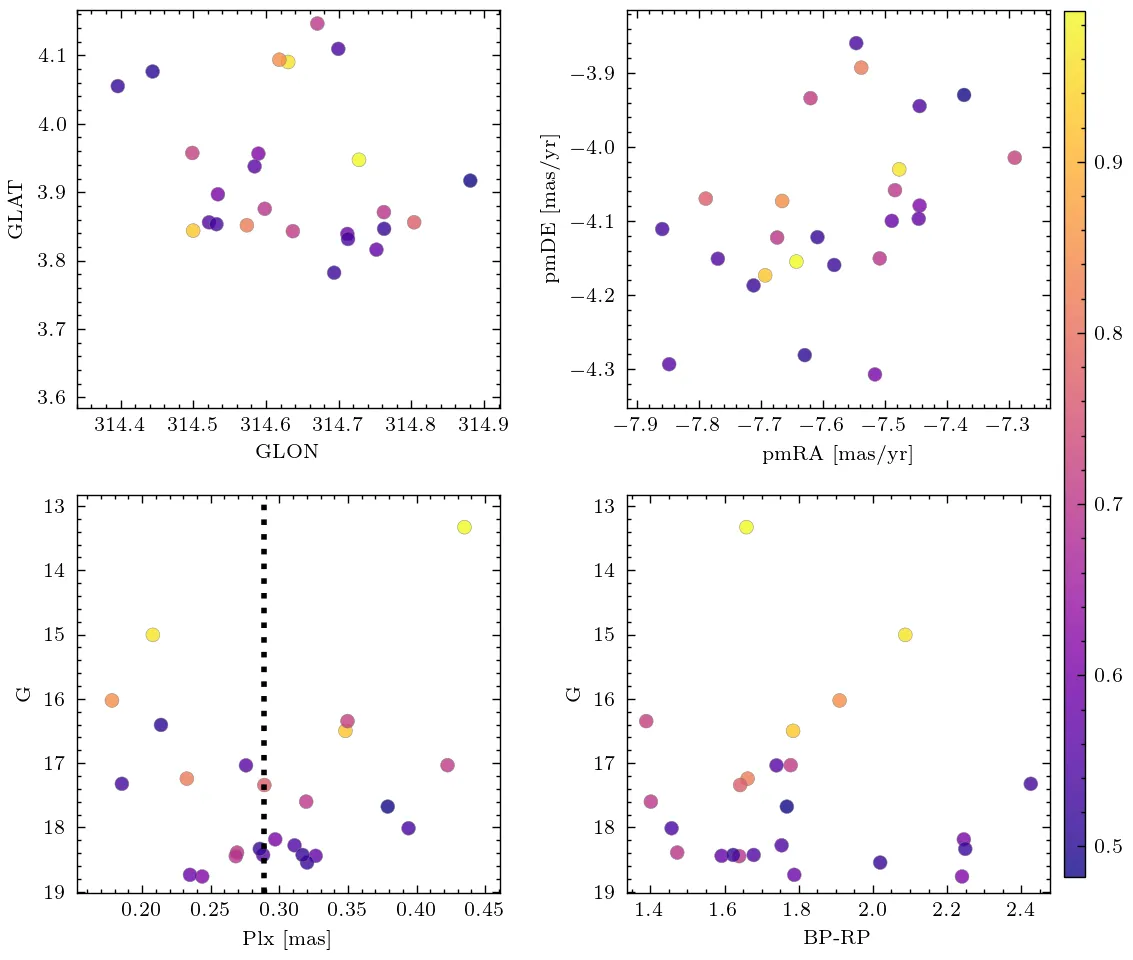 4.1
4.0
3.9
3.8
3.7
3.6
GLAT
314.4 314.5 314.6 314.7 314.8 314.9
GLON
−3.9
−4.0
−4.1
−4.2
−4.3
pmDE [mas/yr]
−7.9 −7.8 −7.7 −7.6 −7.5 −7.4 −7.3
pmRA [mas/yr]
0.9
0.8
0.7
0.6
0.5
13
14
15
16
17
18
19
G
0.20 0.25 0.30 0.35 0.40 0.45
Plx [mas]
13
14
15
16
17
18
19
G
1.4 1.6 1.8 2.0 2.2 2.4
BP-RP